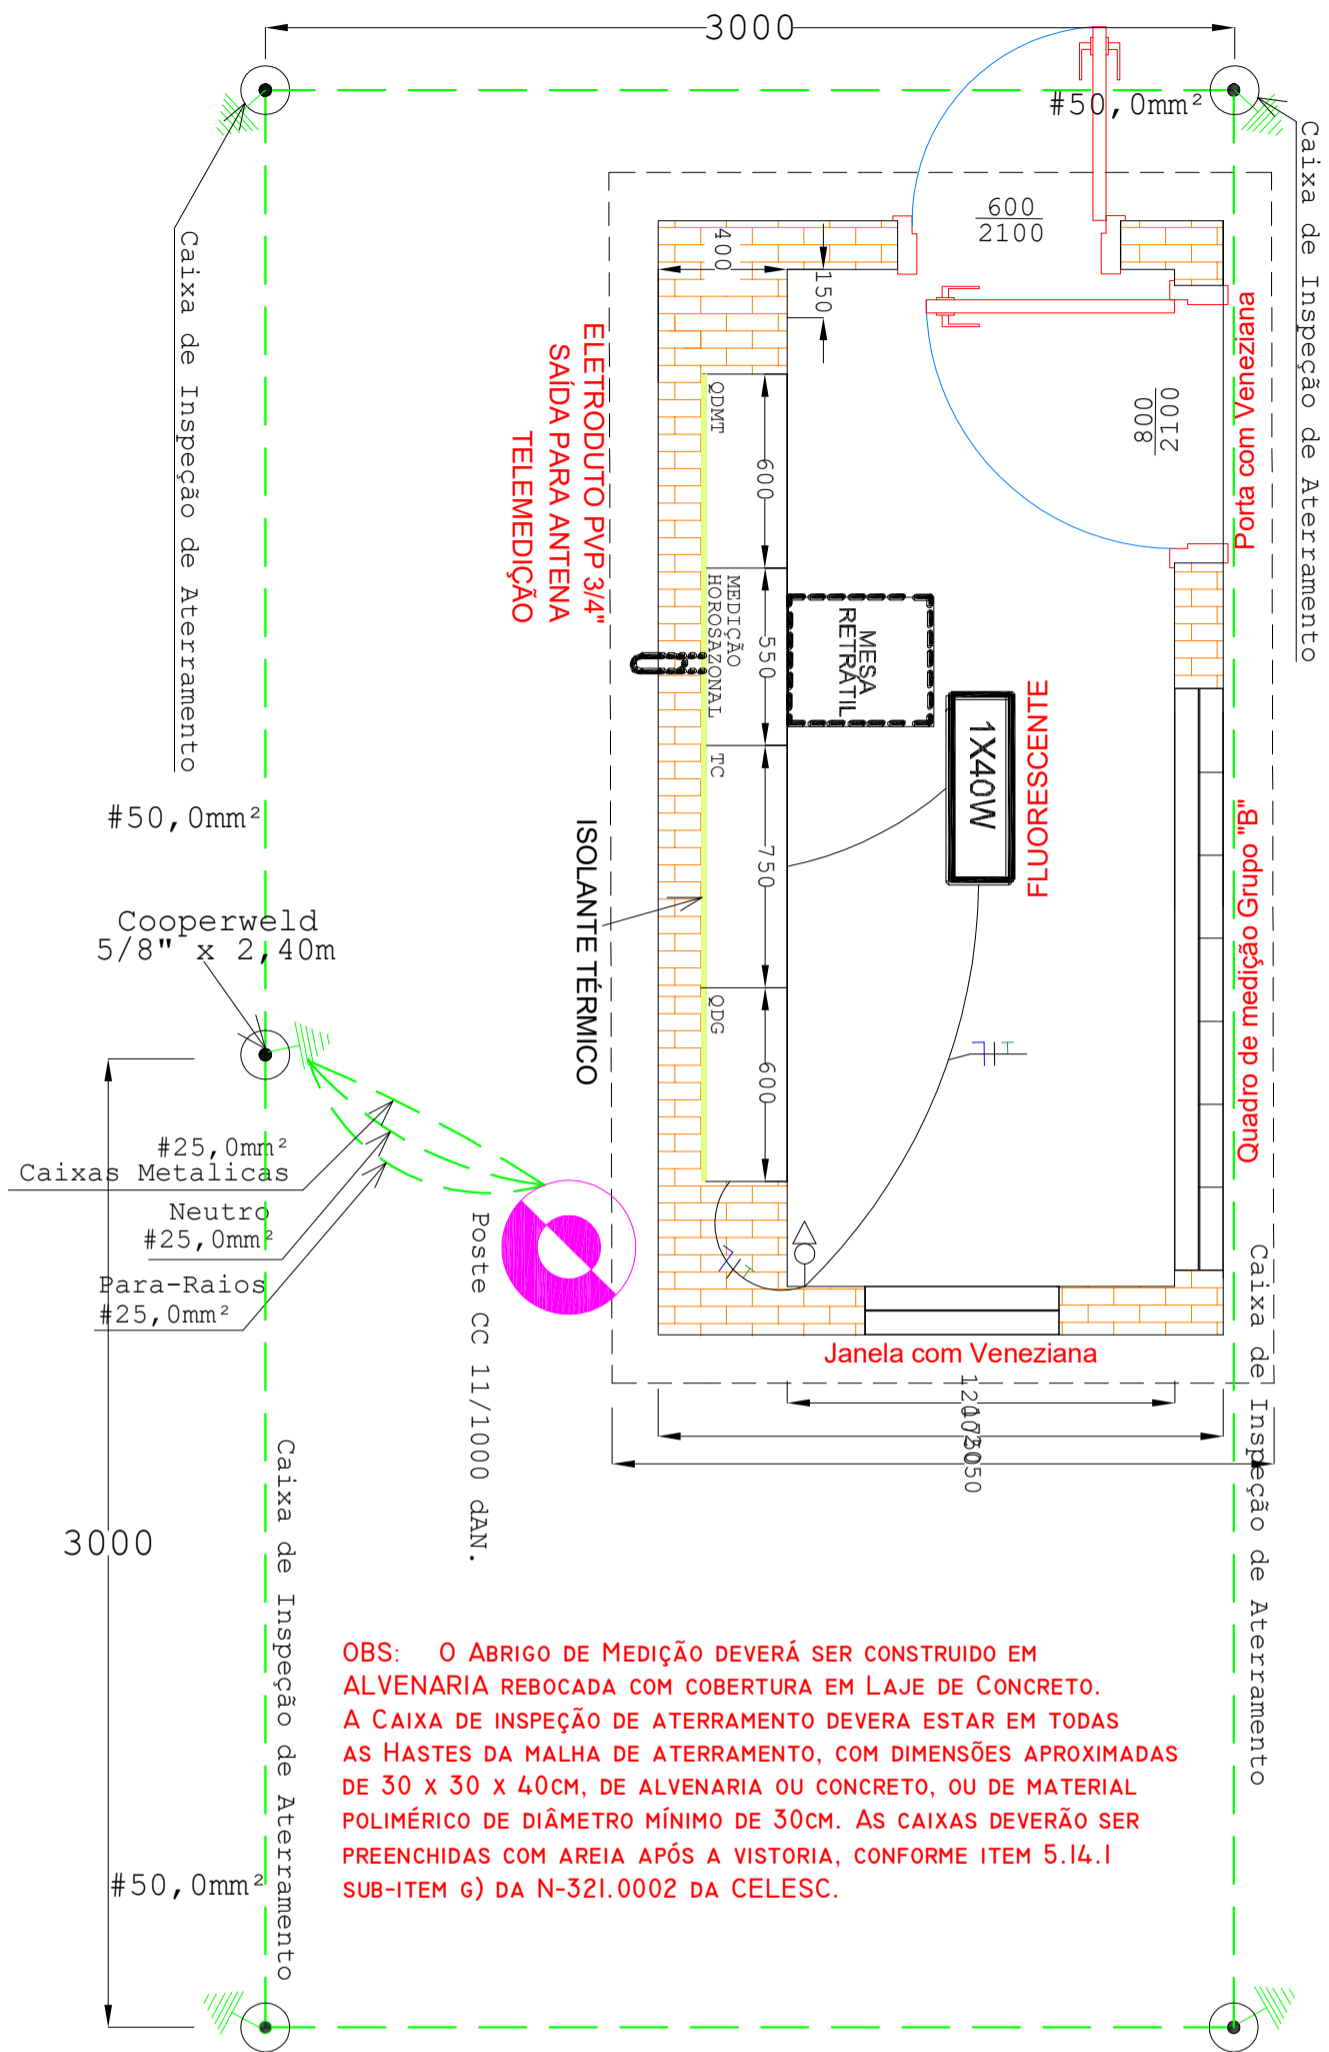 3000
#50,0mm²
Caixa de Inspeção de Aterramento
Caixa de Inspeção de Aterramento
600
2100
400
150
2100
800
Porta com Veneziana
ELETRODUTO PVP 3/4"
SAÍDA PARA ANTENA
TELEMEDIÇÃO
QDMT
600
MEDIÇÃO
HOROSAZONAL
550
MESA
RETRÁTIL
1X40W
FLUORESCENTE
TC
750
Quadro de medição Grupo "B"
ISOLANTE TÉRMICO
#50,0mm²
Cooperweld
5/8" x 2,40m
QDG
600
#25,0mm²
Caixas Metalicas
Neutro
#25,0mm²
Para-Raios
#25,0mm²
Poste CC 11/1000 dAN.
Janela com Veneziana
1200
1750
2050
Caixa de Inspeção de Aterramento
Caixa de Inspeção de Aterramento
3000
#50,0mm²
OBS: O ABRIGO DE MEDIÇÃO DEVERÁ SER CONSTRUIDO EM
ALVENARIA REBOCADA COM COBERTURA EM LAJE DE CONCRETO.
A CAIXA DE INSPEÇÃO DE ATERRAMENTO DEVERA ESTAR EM TODAS
AS HASTES DA MALHA DE ATERRAMENTO, COM DIMENSÕES APROXIMADAS
DE 30 X 30 X 40CM, DE ALVENARIA OU CONCRETO, OU DE MATERIAL
POLIMÉRICO DE DIÂMETRO MÍNIMO DE 30CM. AS CAIXAS DEVERÃO SER
PREENCHIDAS COM AREIA APÓS A VISTORIA, CONFORME ITEM 5.14.1
SUB-ITEM G) DA N-321.0002 DA CELESC.